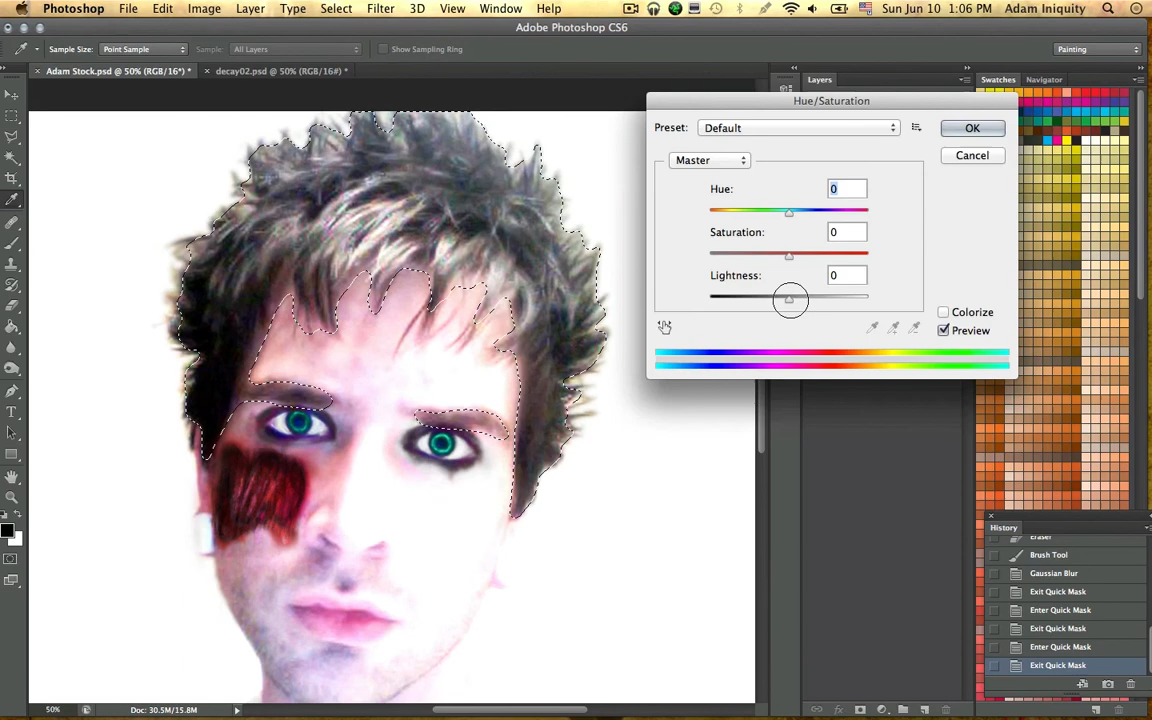 Photoshop File Edit Image Layer Type Select Filter 3D View Window Help Sun Jun 10 1:06 PM Adam Iniquity
Adobe Photoshop CS6
Sample Size: Point Sample Sample: All Layers Show Sampling Ring Painting
× Adam Stock.psd @ 50% (RGB/16*) * × decay02.psd @ 50% (RGB/16#) *
Layers
Swatches Navigator
Hue/Saturation
Preset: Default
OK
Cancel
Master
Hue: 0
Saturation: 0
Lightness: 0
Colorize
Preview
History
Eraser
Brush Tool
Gaussian Blur
Exit Quick Mask
Enter Quick Mask
Exit Quick Mask
Enter Quick Mask
Exit Quick Mask
50% Doc: 30.5M/15.8M
fx